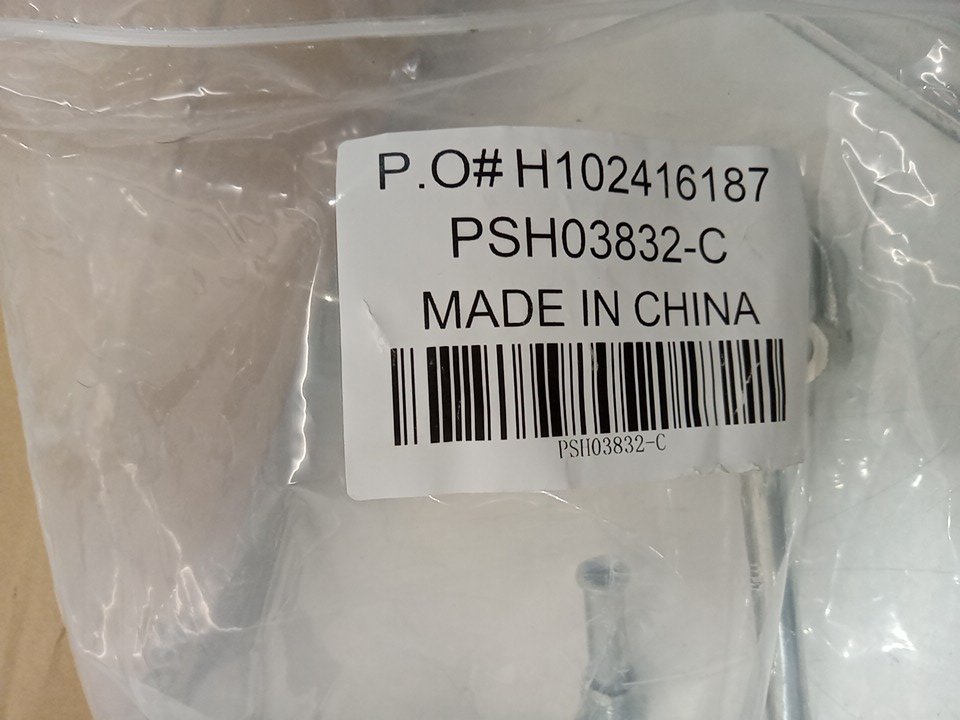 P.O# H102416187
PSH03832-C
MADE IN CHINA
PSH03832-C